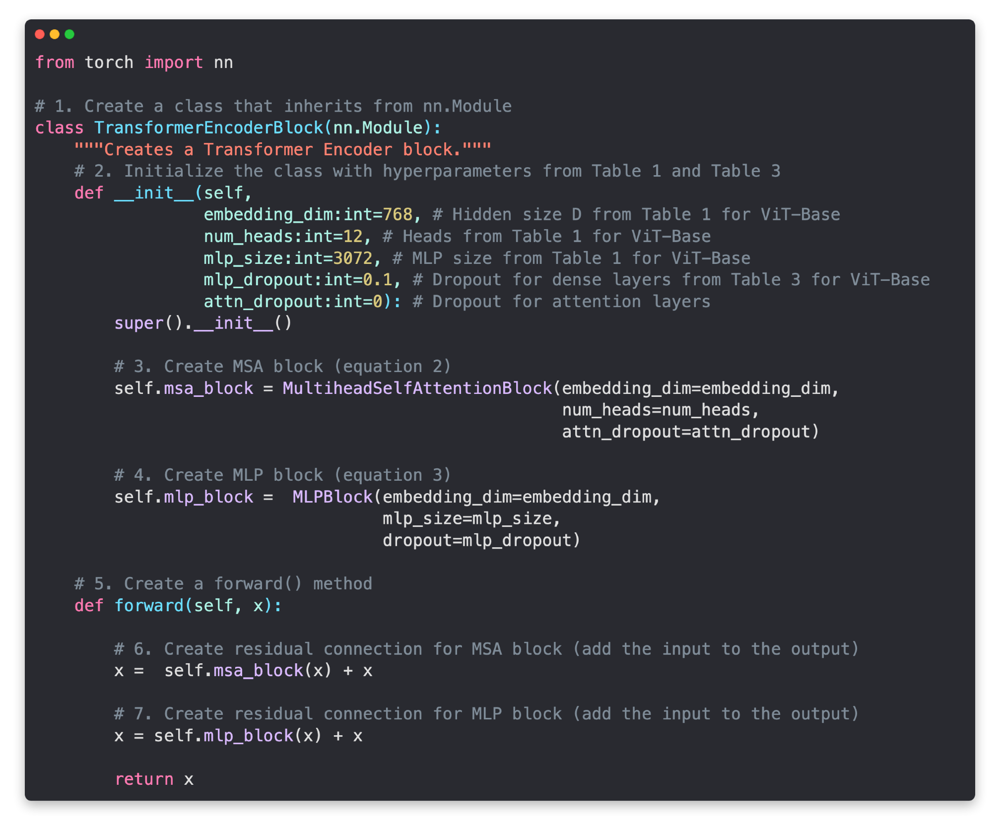 from torch import nn

# 1. Create a class that inherits from nn.Module
class TransformerEncoderBlock(nn.Module):
    """Creates a Transformer Encoder block."""
    # 2. Initialize the class with hyperparameters from Table 1 and Table 3
    def __init__(self,
                 embedding_dim:int=768, # Hidden size D from Table 1 for ViT-Base
                 num_heads:int=12, # Heads from Table 1 for ViT-Base
                 mlp_size:int=3072, # MLP size from Table 1 for ViT-Base
                 mlp_dropout:int=0.1, # Dropout for dense layers from Table 3 for ViT-Base
                 attn_dropout:int=0): # Dropout for attention layers
        super().__init__()

        # 3. Create MSA block (equation 2)
        self.msa_block = MultiheadSelfAttentionBlock(embedding_dim=embedding_dim,
                                                     num_heads=num_heads,
                                                     attn_dropout=attn_dropout)

        # 4. Create MLP block (equation 3)
        self.mlp_block =  MLPBlock(embedding_dim=embedding_dim,
                                   mlp_size=mlp_size,
                                   dropout=mlp_dropout)

    # 5. Create a forward() method
    def forward(self, x):

        # 6. Create residual connection for MSA block (add the input to the output)
        x =  self.msa_block(x) + x

        # 7. Create residual connection for MLP block (add the input to the output)
        x = self.mlp_block(x) + x

        return x